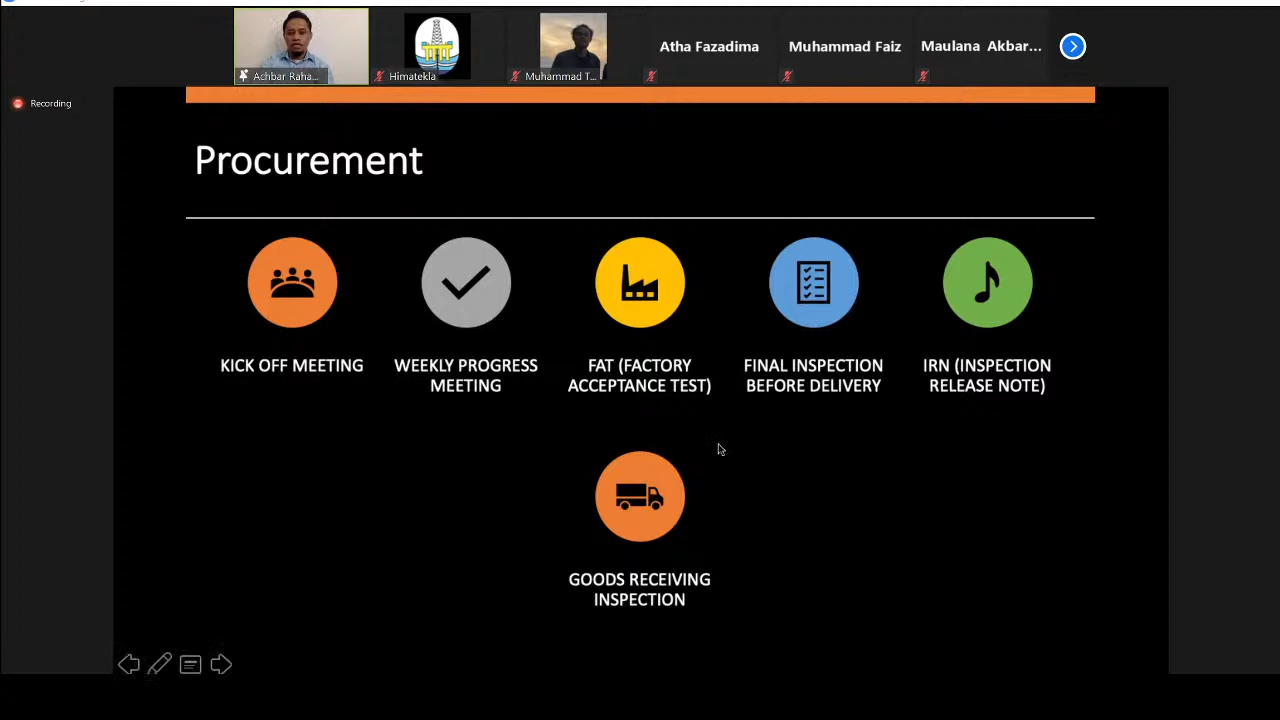 Atha Fazadima
Muhammad Faiz
Maulana Akbar...
Achbar Raha...
Himatekla
Muhammad T...
Recording
Procurement
KICK OFF MEETING
WEEKLY PROGRESS
MEETING
FAT (FACTORY
ACCEPTANCE TEST)
FINAL INSPECTION
BEFORE DELIVERY
IRN (INSPECTION
RELEASE NOTE)
GOODS RECEIVING
INSPECTION